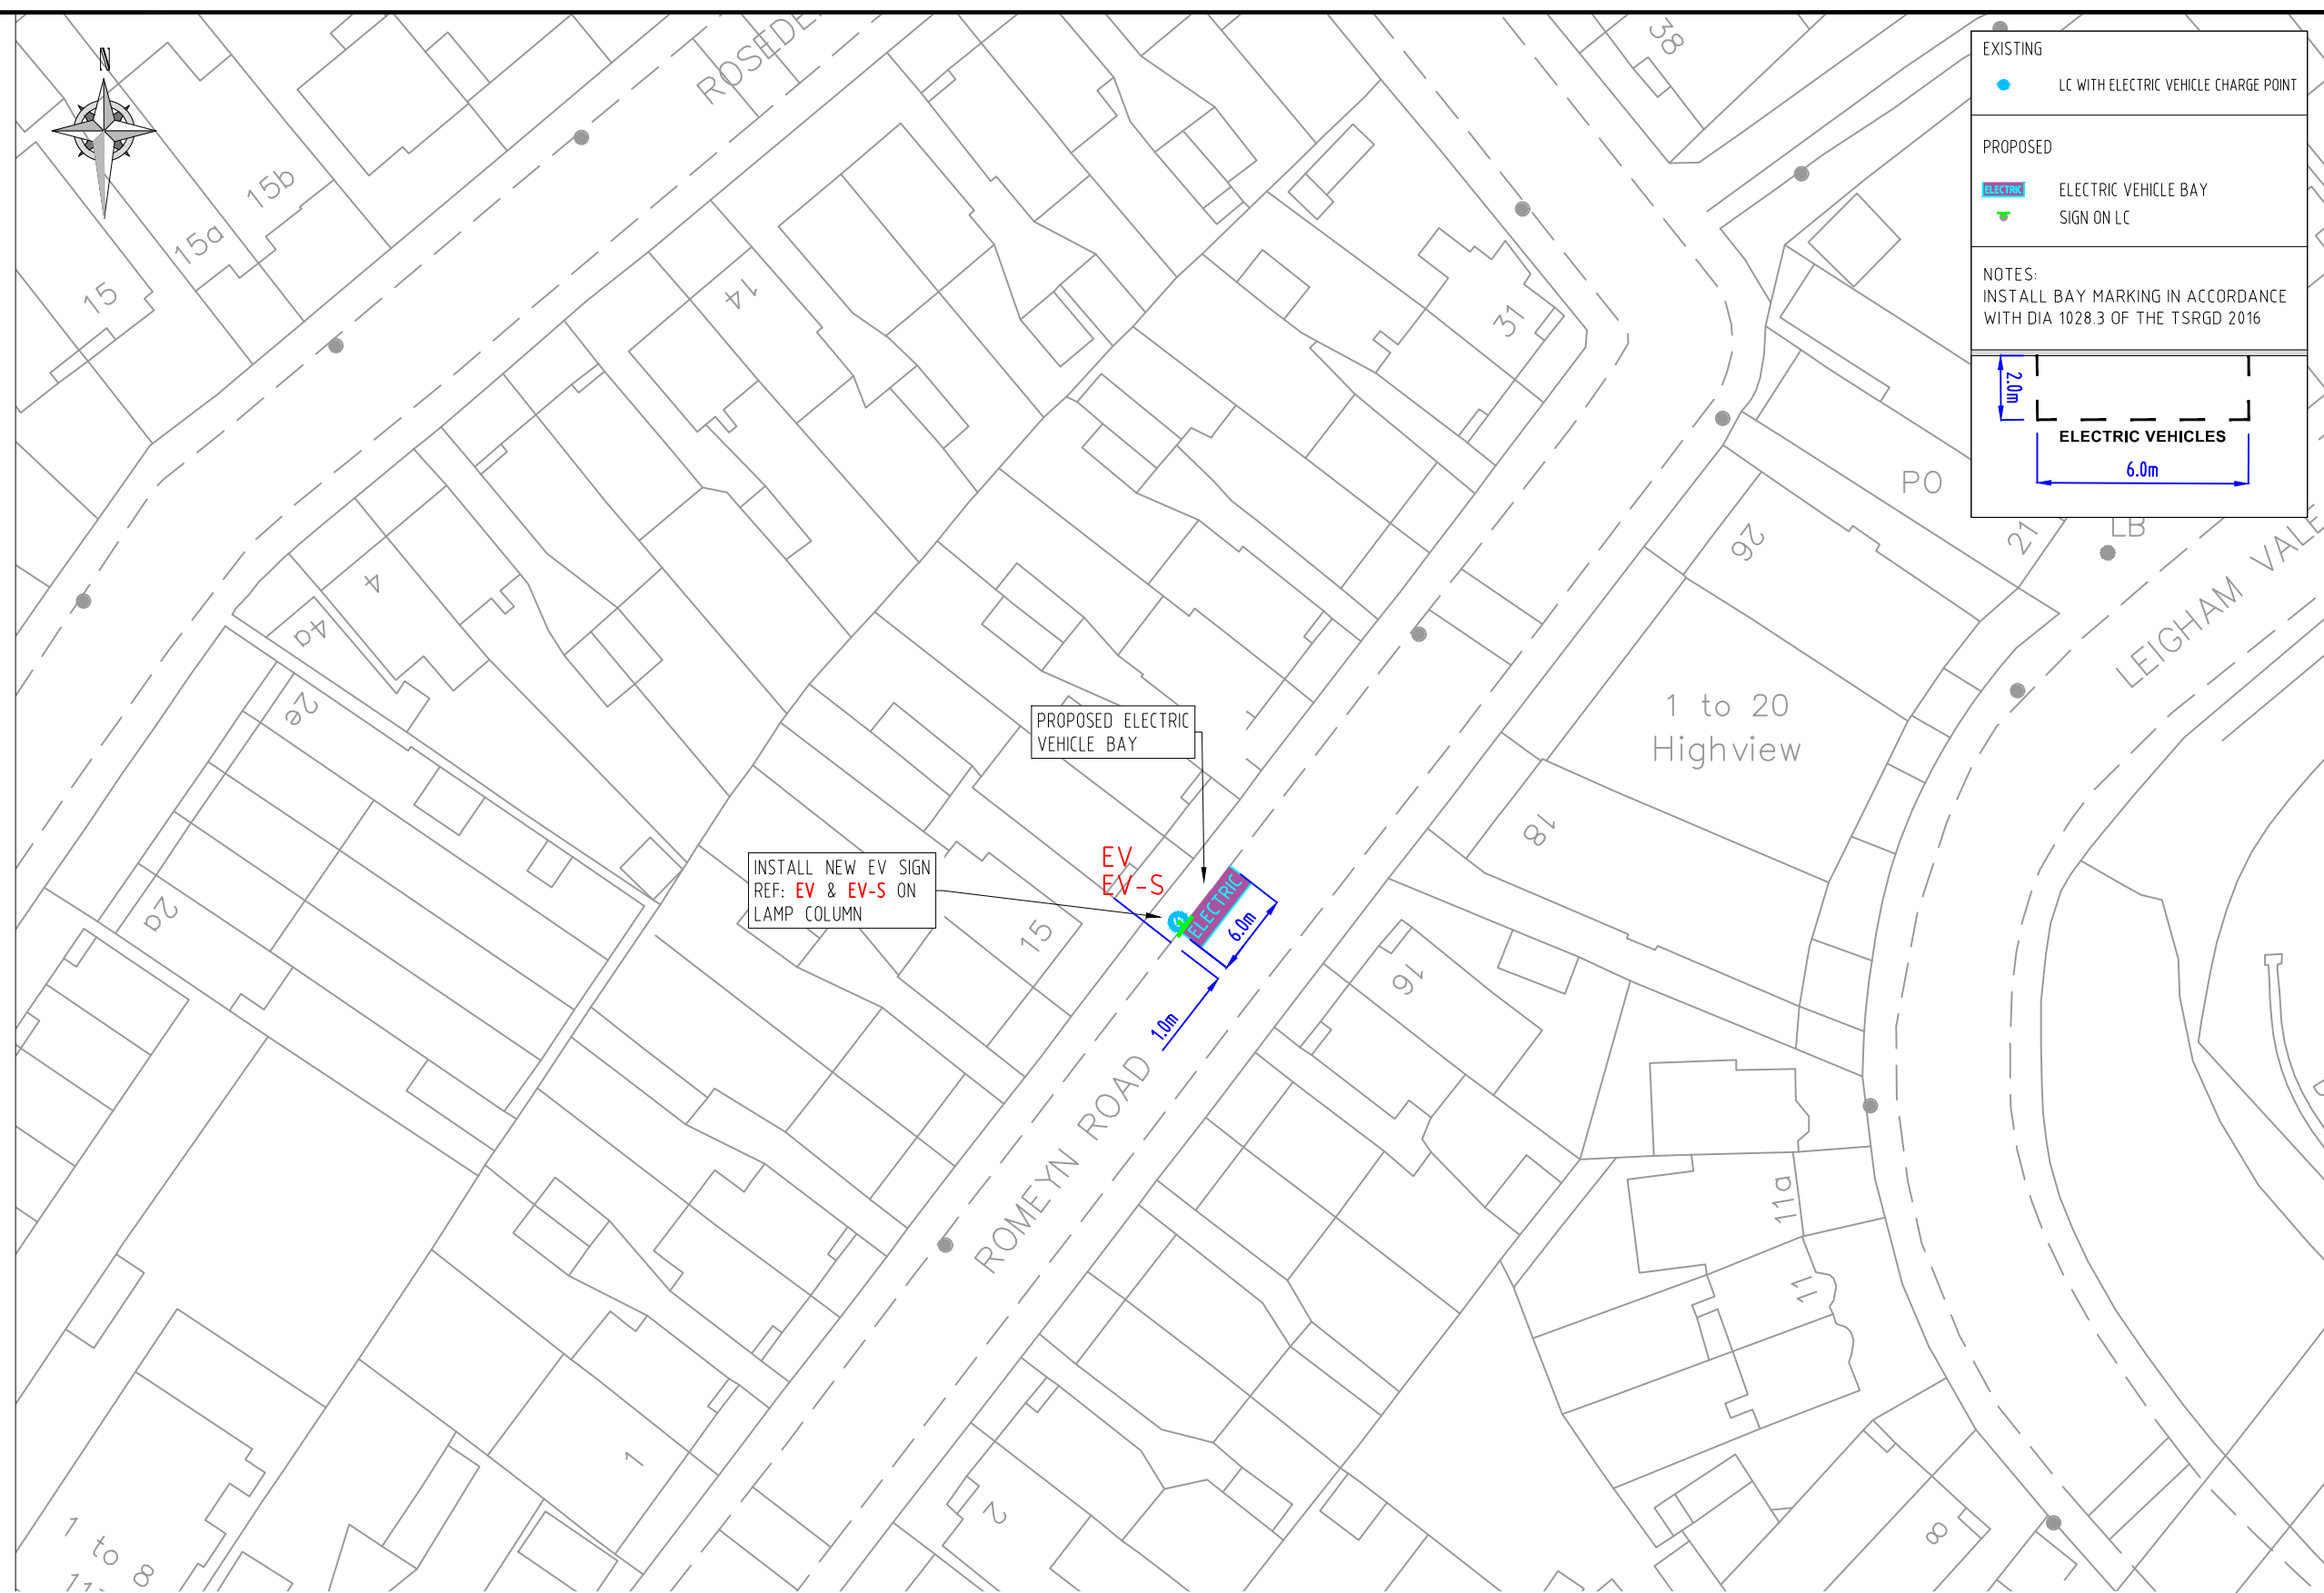 N
EXISTING
LC WITH ELECTRIC VEHICLE CHARGE POINT
PROPOSED
ELECTRIC
ELECTRIC VEHICLE BAY
SIGN ON LC
NOTES:
INSTALL BAY MARKING IN ACCORDANCE
WITH DIA 1028.3 OF THE TSRGD 2016
2.0m
ELECTRIC VEHICLES
6.0m
38
15b
15a
15
14
31
PO
LB
21
26
LEIGHAM VALE
4
4a
2e
2a
1 to 20
Highview
PROPOSED ELECTRIC
VEHICLE BAY
18
INSTALL NEW EV SIGN
REF: EV & EV-S ON
LAMP COLUMN
EV
EV-S
ELECTRIC
6.0m
1.0m
15
16
ROMEYN ROAD
11a
11
1
2
8
1 to 8